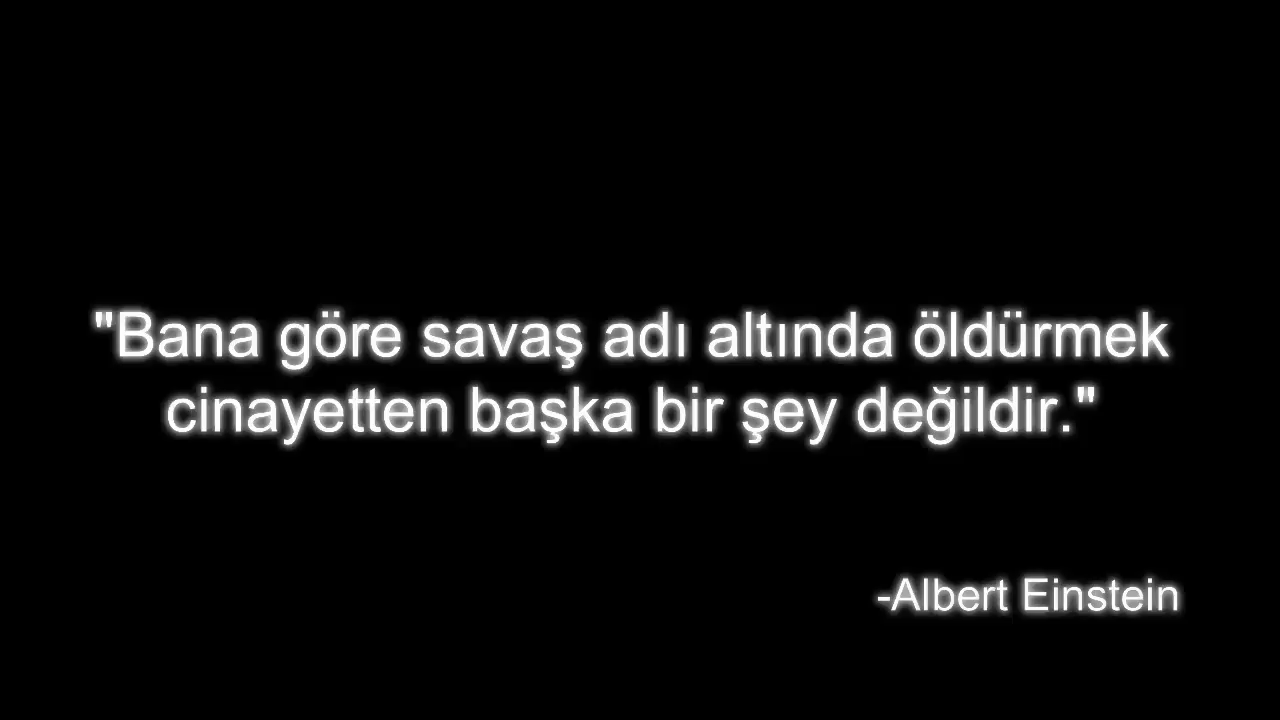 "Bana göre savaş adı altında öldürmek
cinayetten başka bir şey değildir."
-Albert Einstein